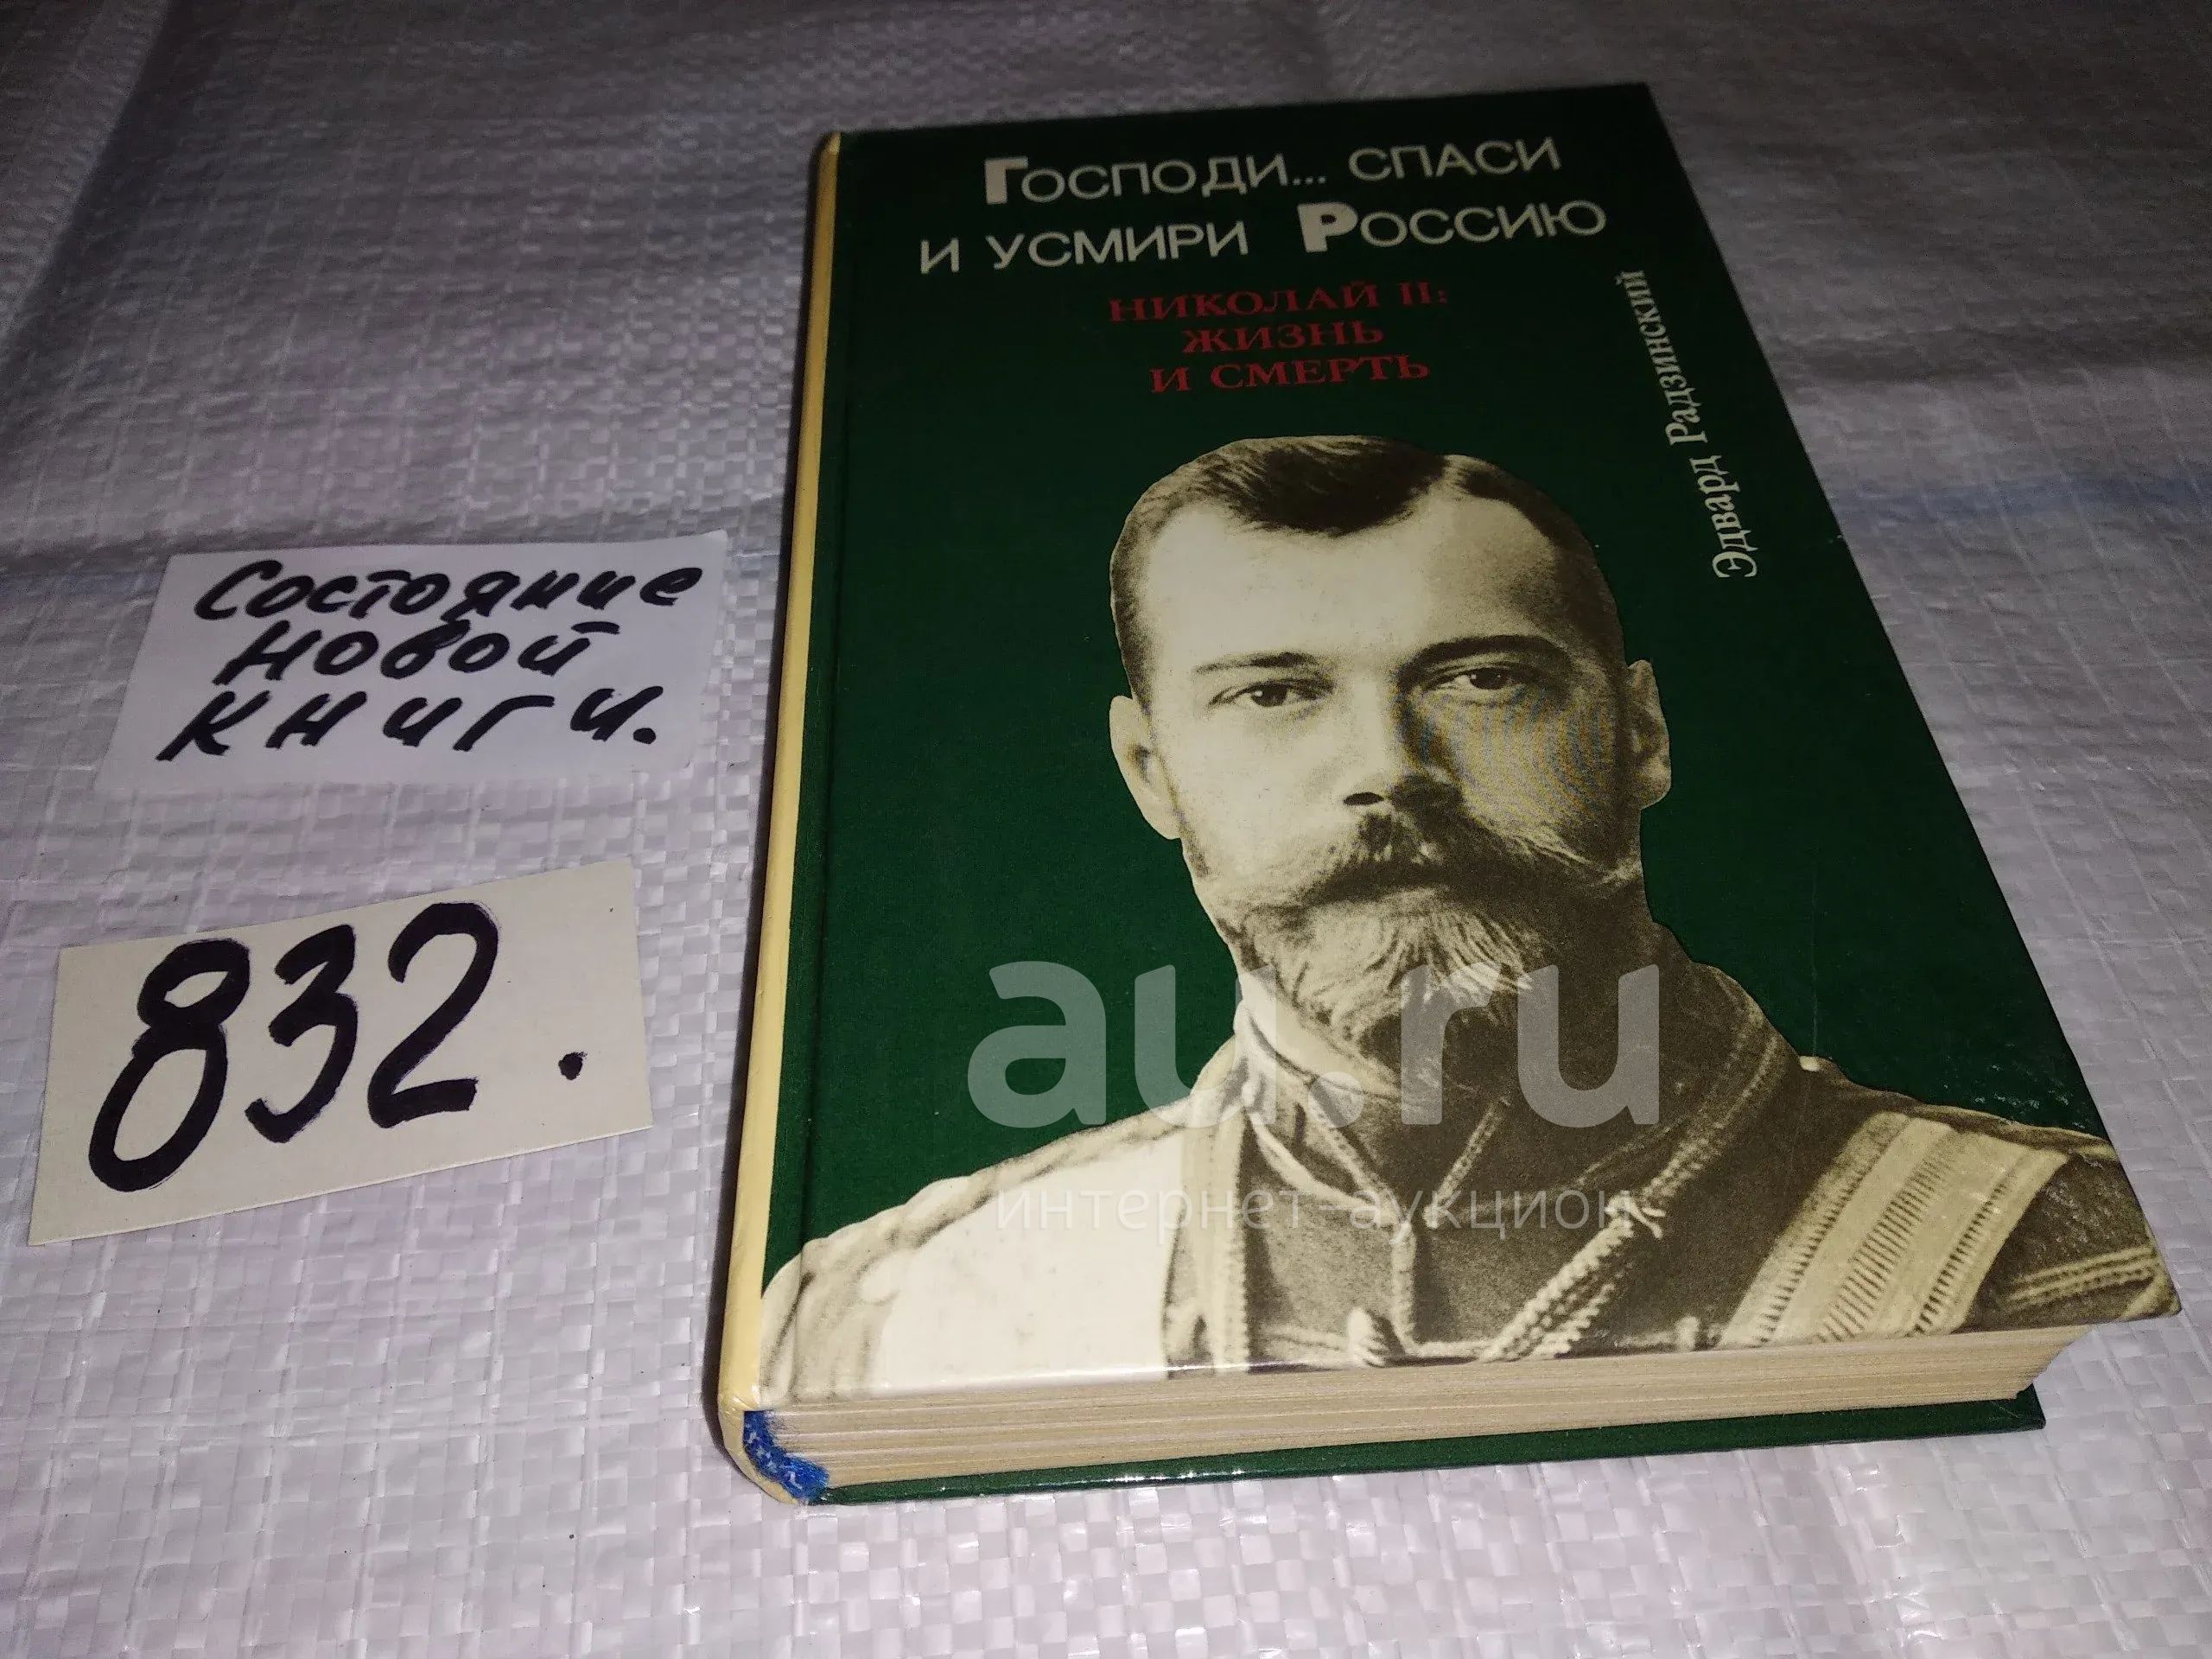 Господи... спаси
и усмири Россию
НИКОЛАЙ II:
ЖИЗНЬ
И СМЕРТЬ
Эдвард Радзинский
Состояние
новой
книги.
832.
au.ru
интернет-аукцион